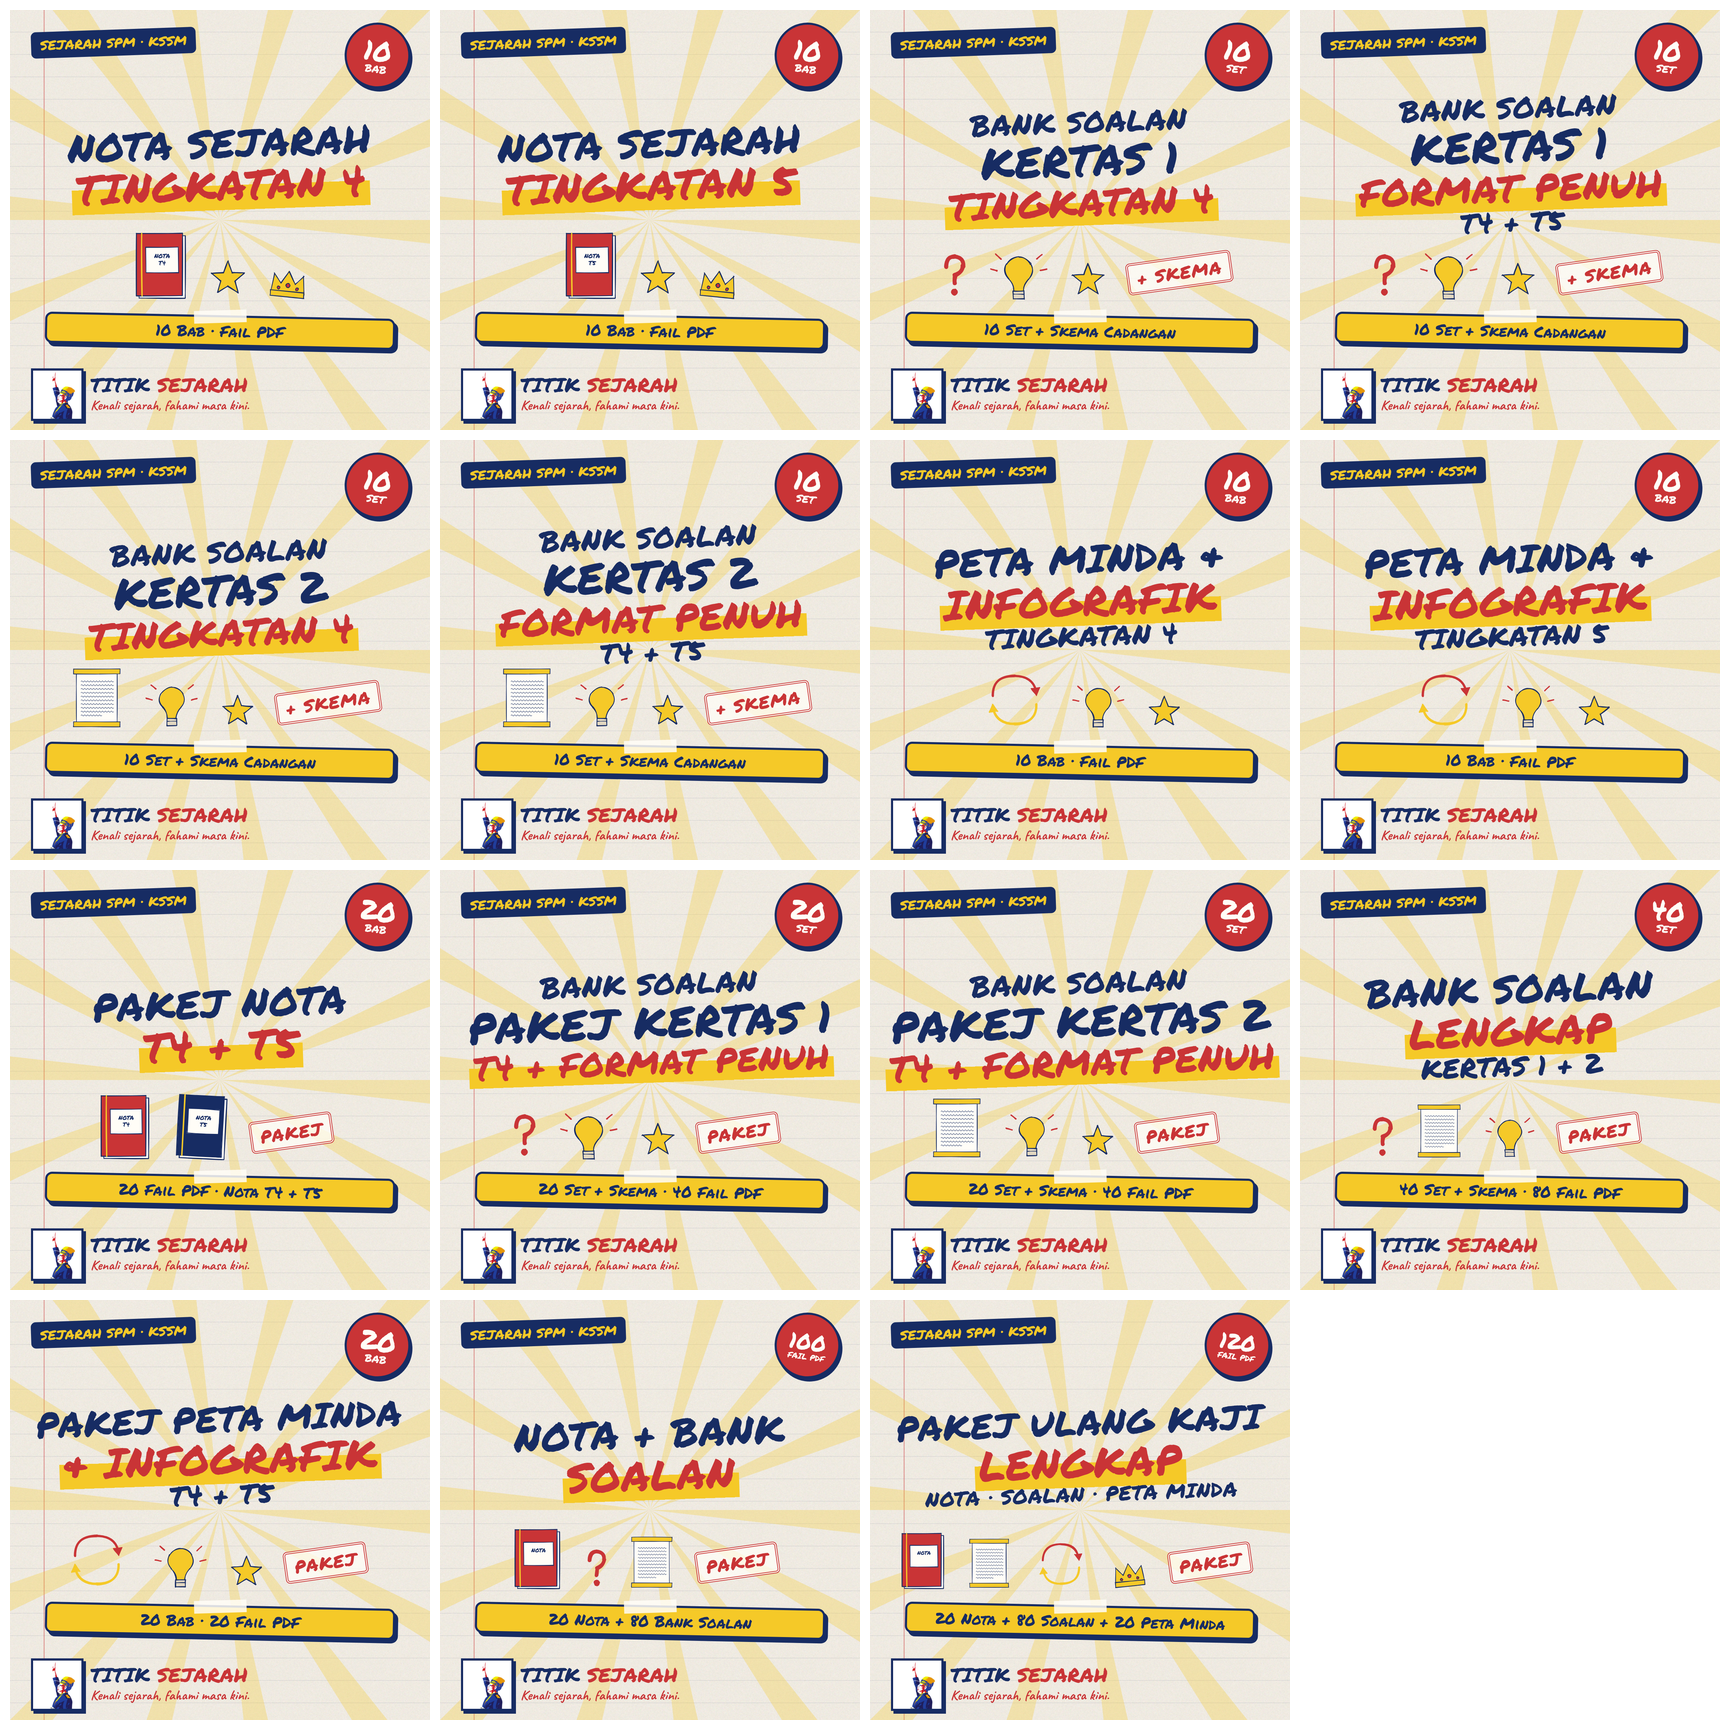 SEJARAH SPM · KSSM
10
BAB
NOTA SEJARAH
TINGKATAN 4
NOTA
T4
10 BAB · FAIL PDF
TITIK SEJARAH
Kenali sejarah, fahami masa kini.
SEJARAH SPM · KSSM
10
BAB
NOTA SEJARAH
TINGKATAN 5
NOTA
T5
10 BAB · FAIL PDF
TITIK SEJARAH
Kenali sejarah, fahami masa kini.
SEJARAH SPM · KSSM
10
SET
BANK SOALAN
KERTAS 1
TINGKATAN 4
?
+ SKEMA
10 SET + SKEMA CADANGAN
TITIK SEJARAH
Kenali sejarah, fahami masa kini.
SEJARAH SPM · KSSM
10
SET
BANK SOALAN
KERTAS 1
FORMAT PENUH
T4 + T5
?
+ SKEMA
10 SET + SKEMA CADANGAN
TITIK SEJARAH
Kenali sejarah, fahami masa kini.
SEJARAH SPM · KSSM
10
SET
BANK SOALAN
KERTAS 2
TINGKATAN 4
+ SKEMA
10 SET + SKEMA CADANGAN
TITIK SEJARAH
Kenali sejarah, fahami masa kini.
SEJARAH SPM · KSSM
10
SET
BANK SOALAN
KERTAS 2
FORMAT PENUH
T4 + T5
+ SKEMA
10 SET + SKEMA CADANGAN
TITIK SEJARAH
Kenali sejarah, fahami masa kini.
SEJARAH SPM · KSSM
10
BAB
PETA MINDA &
INFOGRAFIK
TINGKATAN 4
10 BAB · FAIL PDF
TITIK SEJARAH
Kenali sejarah, fahami masa kini.
SEJARAH SPM · KSSM
10
BAB
PETA MINDA &
INFOGRAFIK
TINGKATAN 5
10 BAB · FAIL PDF
TITIK SEJARAH
Kenali sejarah, fahami masa kini.
SEJARAH SPM · KSSM
20
BAB
PAKEJ NOTA
T4 + T5
NOTA
T4
NOTA
T5
PAKEJ
20 FAIL PDF · NOTA T4 + T5
TITIK SEJARAH
Kenali sejarah, fahami masa kini.
SEJARAH SPM · KSSM
20
SET
BANK SOALAN
PAKEJ KERTAS 1
T4 + FORMAT PENUH
?
PAKEJ
20 SET + SKEMA · 40 FAIL PDF
TITIK SEJARAH
Kenali sejarah, fahami masa kini.
SEJARAH SPM · KSSM
20
SET
BANK SOALAN
PAKEJ KERTAS 2
T4 + FORMAT PENUH
PAKEJ
20 SET + SKEMA · 40 FAIL PDF
TITIK SEJARAH
Kenali sejarah, fahami masa kini.
SEJARAH SPM · KSSM
40
SET
BANK SOALAN
LENGKAP
KERTAS 1 + 2
?
PAKEJ
40 SET + SKEMA · 80 FAIL PDF
TITIK SEJARAH
Kenali sejarah, fahami masa kini.
SEJARAH SPM · KSSM
20
BAB
PAKEJ PETA MINDA
& INFOGRAFIK
T4 + T5
PAKEJ
20 BAB · 20 FAIL PDF
TITIK SEJARAH
Kenali sejarah, fahami masa kini.
SEJARAH SPM · KSSM
100
FAIL PDF
NOTA + BANK
SOALAN
NOTA
?
PAKEJ
20 NOTA + 80 BANK SOALAN
TITIK SEJARAH
Kenali sejarah, fahami masa kini.
SEJARAH SPM · KSSM
120
FAIL PDF
PAKEJ ULANG KAJI
LENGKAP
NOTA · SOALAN · PETA MINDA
NOTA
PAKEJ
20 NOTA + 80 SOALAN + 20 PETA MINDA
TITIK SEJARAH
Kenali sejarah, fahami masa kini.